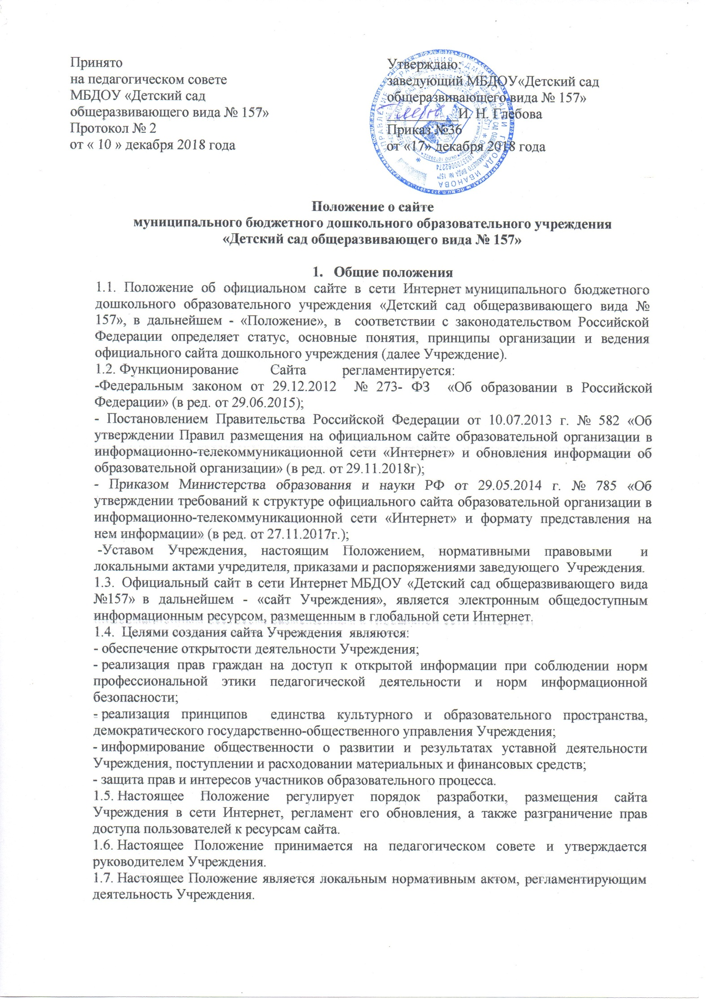 Принято
на педагогическом совете
МБДОУ «Детский сад
общеразвивающего вида № 157»
Протокол № 2
от « 10 » декабря 2018 года
Утверждаю:
заведующий МБДОУ«Детский сад
общеразвивающего вида № 157»
Глебова И. Н. Глебова
Приказ №36
от «17» декабря 2018 года
УПРАВЛЕНИЕ ОБРАЗОВАНИЯ АДМИНИСТРАЦИИ ГОРОДА ИВАНОВА
1033700062274
Положение о сайте
муниципального бюджетного дошкольного образовательного учреждения
«Детский сад общеразвивающего вида № 157»
1. Общие положения
1.1. Положение об официальном сайте в сети Интернет муниципального бюджетного
дошкольного образовательного учреждения «Детский сад общеразвивающего вида №
157», в дальнейшем - «Положение», в соответствии с законодательством Российской
Федерации определяет статус, основные понятия, принципы организации и ведения
официального сайта дошкольного учреждения (далее Учреждение).
1.2. Функционирование Сайта регламентируется:
-Федеральным законом от 29.12.2012 № 273- ФЗ «Об образовании в Российской
Федерации» (в ред. от 29.06.2015);
- Постановлением Правительства Российской Федерации от 10.07.2013 г. № 582 «Об
утверждении Правил размещения на официальном сайте образовательной организации в
информационно-телекоммуникационной сети «Интернет» и обновления информации об
образовательной организации» (в ред. от 29.11.2018г);
- Приказом Министерства образования и науки РФ от 29.05.2014 г. № 785 «Об
утверждении требований к структуре официального сайта образовательной организации в
информационно-телекоммуникационной сети «Интернет» и формату представления на
нем информации» (в ред. от 27.11.2017г.);
-Уставом Учреждения, настоящим Положением, нормативными правовыми и
локальными актами учредителя, приказами и распоряжениями заведующего Учреждения.
1.3. Официальный сайт в сети Интернет МБДОУ «Детский сад общеразвивающего вида
№157» в дальнейшем - «сайт Учреждения», является электронным общедоступным
информационным ресурсом, размещенным в глобальной сети Интернет.
1.4. Целями создания сайта Учреждения являются:
- обеспечение открытости деятельности Учреждения;
- реализация прав граждан на доступ к открытой информации при соблюдении норм
профессиональной этики педагогической деятельности и норм информационной
безопасности;
- реализация принципов единства культурного и образовательного пространства,
демократического государственно-общественного управления Учреждения;
- информирование общественности о развитии и результатах уставной деятельности
Учреждения, поступлении и расходовании материальных и финансовых средств;
- защита прав и интересов участников образовательного процесса.
1.5. Настоящее Положение регулирует порядок разработки, размещения сайта
Учреждения в сети Интернет, регламент его обновления, а также разграничение прав
доступа пользователей к ресурсам сайта.
1.6. Настоящее Положение принимается на педагогическом совете и утверждается
руководителем Учреждения.
1.7. Настоящее Положение является локальным нормативным актом, регламентирующим
деятельность Учреждения.